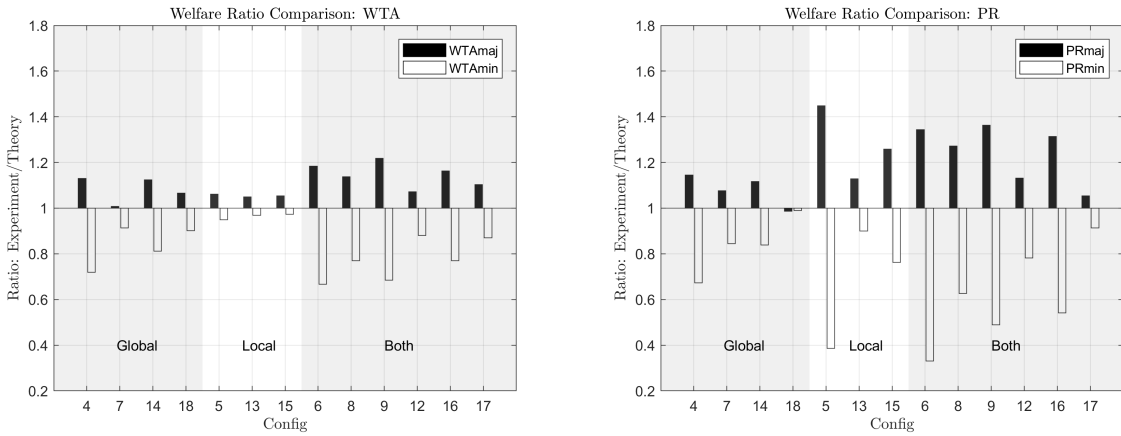 Welfare Ratio Comparison: WTA
1.8
1.6
1.4
1.2
1
0.8
0.6
0.4
0.2
Ratio: Experiment/Theory
WTAmaj
WTAmin
Global
Local
Both
4 7 14 18 5 13 15 6 8 9 12 16 17
Config
Welfare Ratio Comparison: PR
1.8
1.6
1.4
1.2
1
0.8
0.6
0.4
0.2
Ratio: Experiment/Theory
PRmaj
PRmin
Global
Local
Both
4 7 14 18 5 13 15 6 8 9 12 16 17
Config